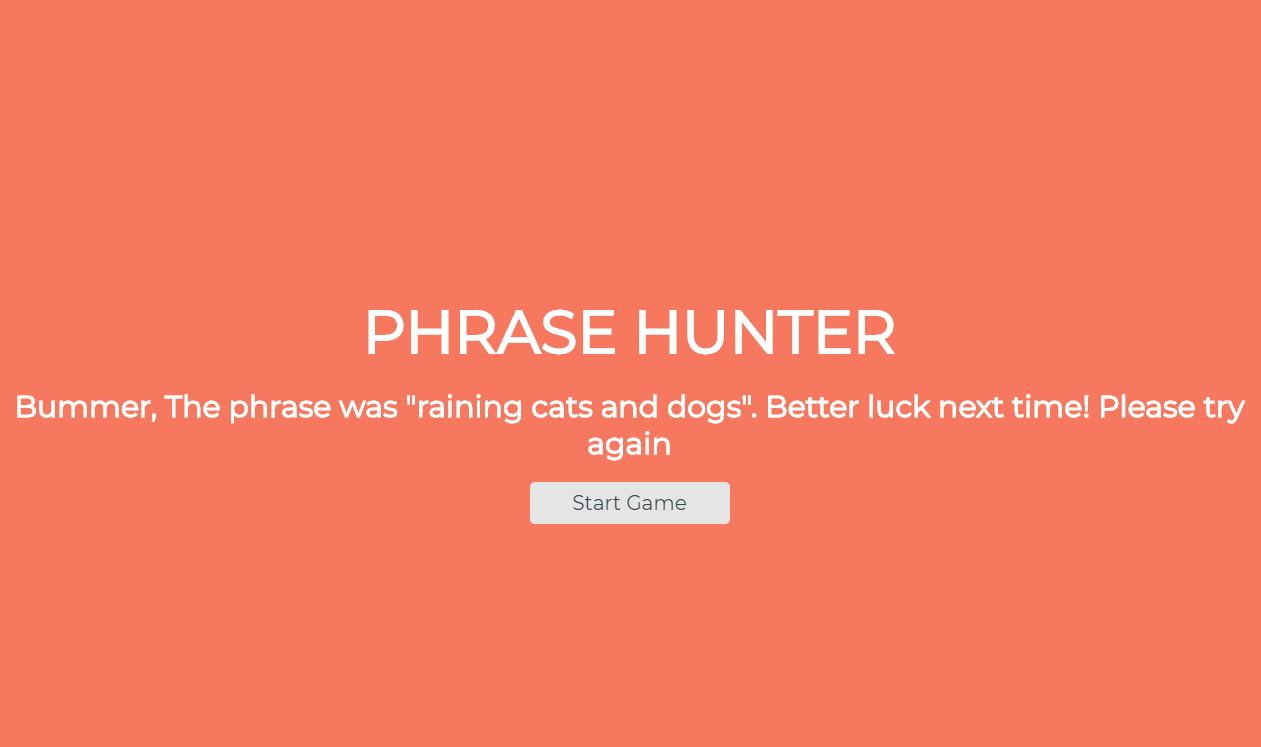 PHRASE HUNTER
Bummer, The phrase was "raining cats and dogs". Better luck next time! Please try
again
Start Game